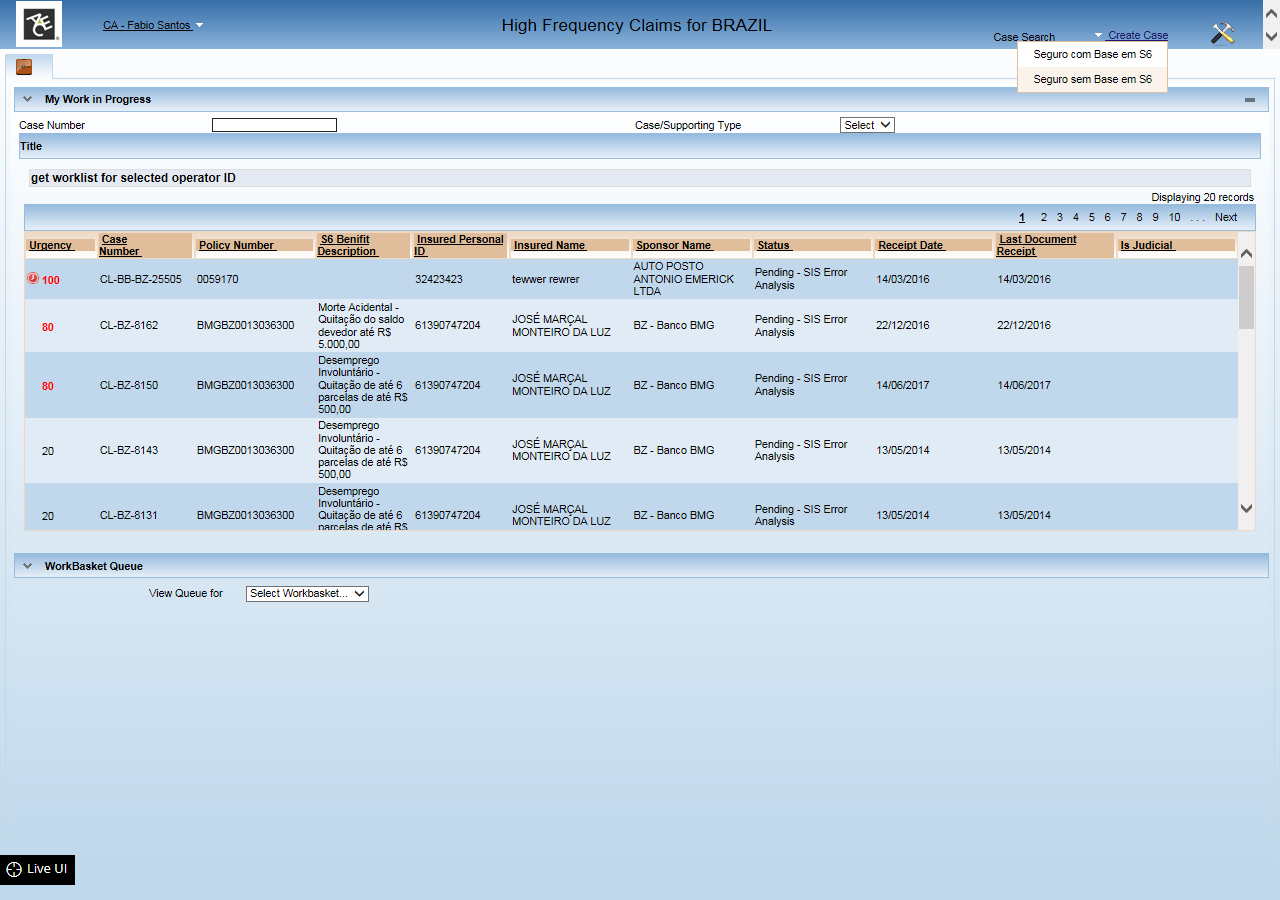 ACE
CA - Fabio Santos
High Frequency Claims for BRAZIL
Case Search
Create Case
Seguro com Base em S6
Seguro sem Base em S6
My Work in Progress
Case Number
Case/Supporting Type
Select
Title
get worklist for selected operator ID
Displaying 20 records
1 2 3 4 5 6 7 8 9 10 . . . Next
Urgency
Case
Number
Policy Number
S6 Benifit
Description
Insured Personal
ID
Insured Name
Sponsor Name
Status
Receipt Date
Last Document
Receipt
Is Judicial
100
CL-BB-BZ-25505
0059170
32423423
tewwer rewrer
AUTO POSTO
ANTONIO EMERICK
LTDA
Pending - SIS Error
Analysis
14/03/2016
14/03/2016
80
CL-BZ-8162
BMGBZ0013036300
Morte Acidental -
Quitação do saldo
devedor até R$
5.000,00
61390747204
JOSÉ MARÇAL
MONTEIRO DA LUZ
BZ - Banco BMG
Pending - SIS Error
Analysis
22/12/2016
22/12/2016
80
CL-BZ-8150
BMGBZ0013036300
Desemprego
Involuntário -
Quitação de até 6
parcelas de até R$
500,00
61390747204
JOSÉ MARÇAL
MONTEIRO DA LUZ
BZ - Banco BMG
Pending - SIS Error
Analysis
14/06/2017
14/06/2017
20
CL-BZ-8143
BMGBZ0013036300
Desemprego
Involuntário -
Quitação de até 6
parcelas de até R$
500,00
61390747204
JOSÉ MARÇAL
MONTEIRO DA LUZ
BZ - Banco BMG
Pending - SIS Error
Analysis
13/05/2014
13/05/2014
20
CL-BZ-8131
BMGBZ0013036300
Desemprego
Involuntário -
Quitação de até 6
parcelas de até R$
61390747204
JOSÉ MARÇAL
MONTEIRO DA LUZ
BZ - Banco BMG
Pending - SIS Error
Analysis
13/05/2014
13/05/2014
WorkBasket Queue
View Queue for
Select Workbasket...
Live UI